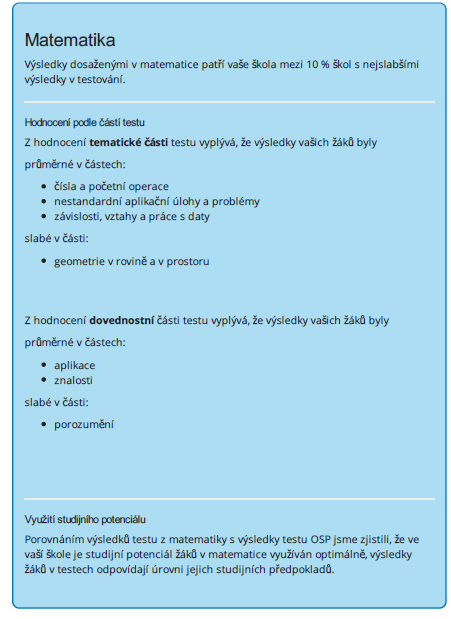 Matematika
Výsledky dosaženými v matematice patří vaše škola mezi 10 % škol s nejslabšími
výsledky v testování.
Hodnocení podle částí testu
Z hodnocení tematické části testu vyplývá, že výsledky vašich žáků byly
průměrné v částech:
• čísla a početní operace
• nestandardní aplikační úlohy a problémy
• závislosti, vztahy a práce s daty
slabé v části:
• geometrie v rovině a v prostoru
Z hodnocení dovednostní části testu vyplývá, že výsledky vašich žáků byly
průměrné v částech:
• aplikace
• znalosti
slabé v části:
• porozumění
Využití studijního potenciálu
Porovnáním výsledků testu z matematiky s výsledky testu OSP jsme zjistili, že ve
vaší škole je studijní potenciál žáků v matematice využíván optimálně, výsledky
žáků v testech odpovídají úrovni jejich studijních předpokladů.